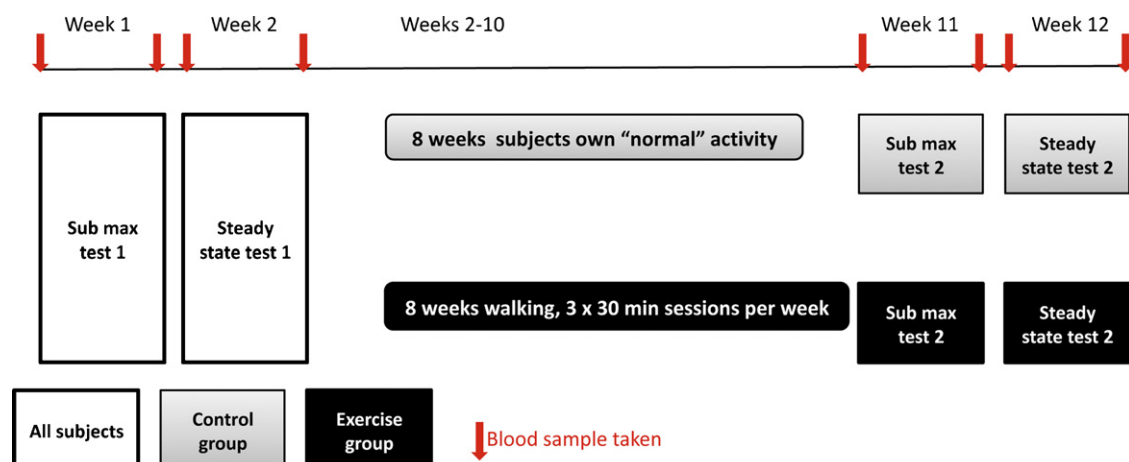 Week 1
Week 2
Weeks 2-10
Week 11
Week 12
8 weeks subjects own “normal” activity
Sub max
test 2
Steady
state test 2
Sub max
test 1
Steady
state test 1
8 weeks walking, 3 x 30 min sessions per week
Sub max
test 2
Steady
state test 2
All subjects
Control
group
Exercise
group
Blood sample taken